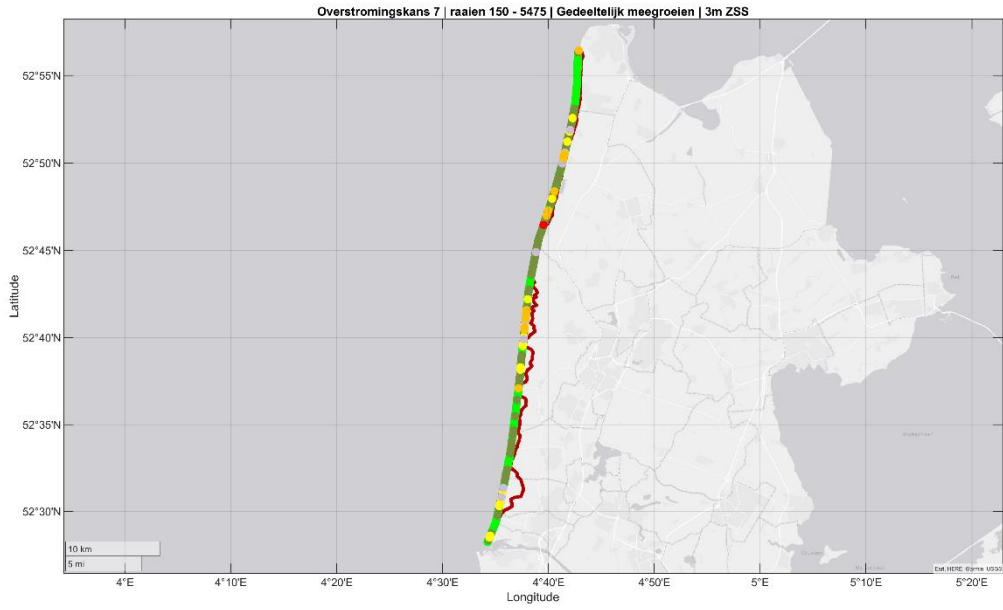 Overstromingskans 7 | raaien 150 - 5475 | Gedeeltelijk meegroeien | 3m ZSS
52°55'N
52°50'N
52°45'N
52°40'N
52°35'N
52°30'N
Latitude
10 km
5 mi
4°E
4°10'E
4°20'E
4°30'E
4°40'E
4°50'E
5°E
5°10'E
5°20'E
Longitude